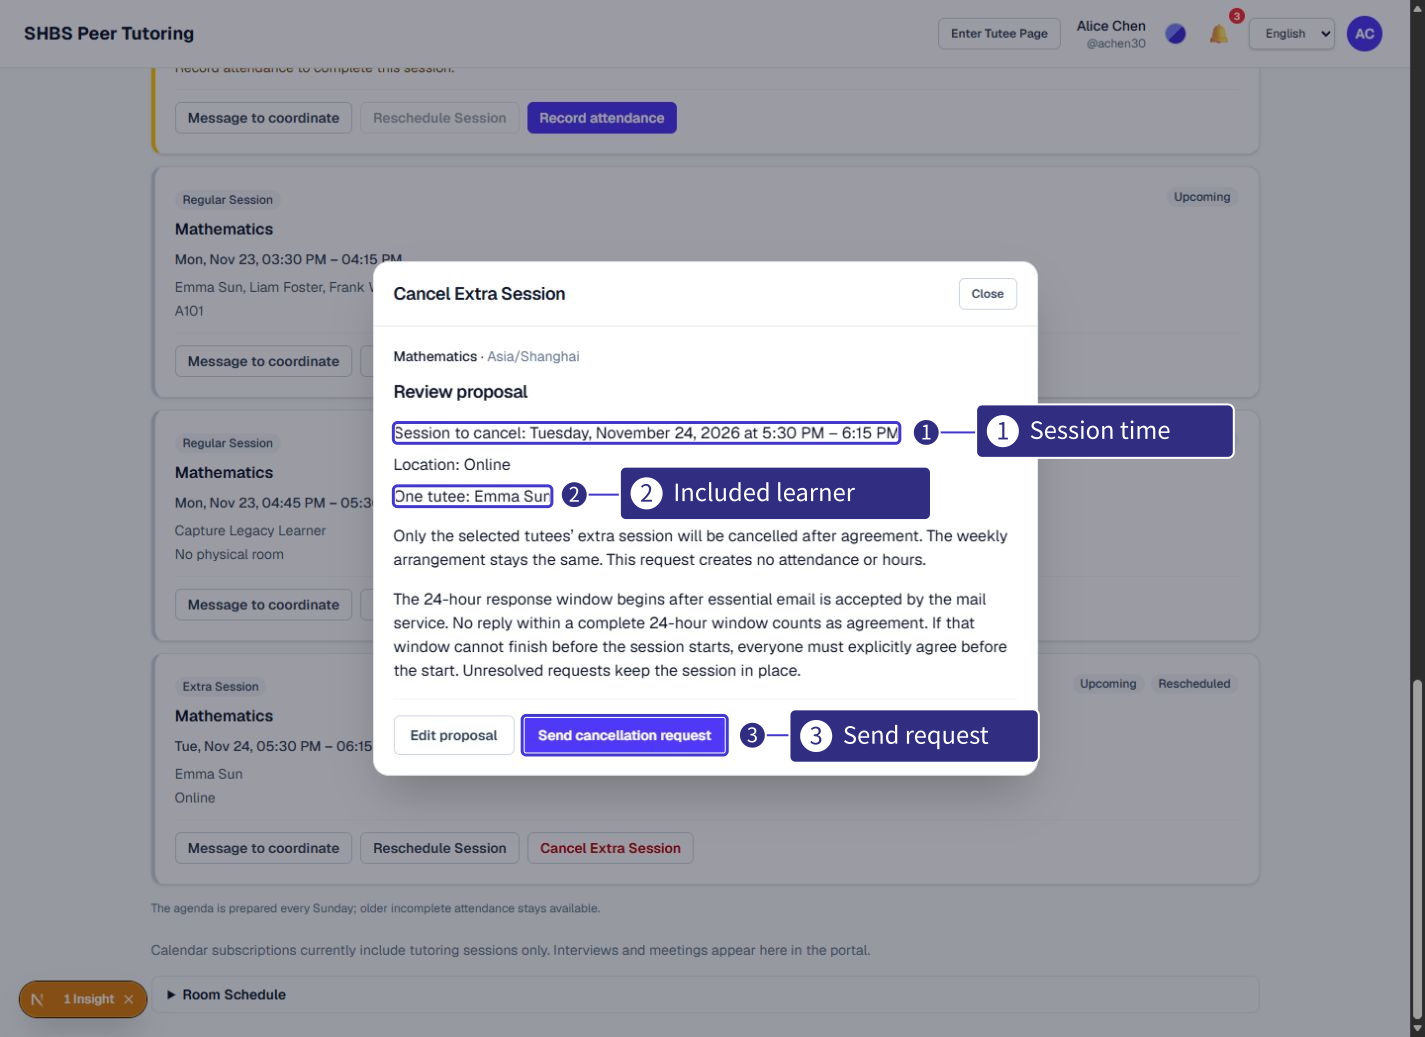 SHBS Peer Tutoring
Enter Tutee Page
Alice Chen
@achen30
3
English
AC
Record attendance to complete this session.
Message to coordinate
Reschedule Session
Record attendance
Regular Session
Upcoming
Mathematics
Mon, Nov 23, 03:30 PM – 04:15 PM
Emma Sun, Liam Foster, Frank
A101
Message to coordinate
Regular Session
Mathematics
Mon, Nov 23, 04:45 PM – 05:3
Capture Legacy Learner
No physical room
Message to coordinate
Cancel Extra Session
Close
Mathematics · Asia/Shanghai
Review proposal
Session to cancel: Tuesday, November 24, 2026 at 5:30 PM – 6:15 PM
1
1 Session time
Location: Online
One tutee: Emma Sun
2
2 Included learner
Only the selected tutees’ extra session will be cancelled after agreement. The weekly
arrangement stays the same. This request creates no attendance or hours.
The 24-hour response window begins after essential email is accepted by the mail
service. No reply within a complete 24-hour window counts as agreement. If that
window cannot finish before the session starts, everyone must explicitly agree before
the start. Unresolved requests keep the session in place.
Edit proposal
Send cancellation request
3
3 Send request
Extra Session
Upcoming
Rescheduled
Mathematics
Tue, Nov 24, 05:30 PM – 06:15
Emma Sun
Online
Message to coordinate
Reschedule Session
Cancel Extra Session
The agenda is prepared every Sunday; older incomplete attendance stays available.
Calendar subscriptions currently include tutoring sessions only. Interviews and meetings appear here in the portal.
Room Schedule
N 1 Insight